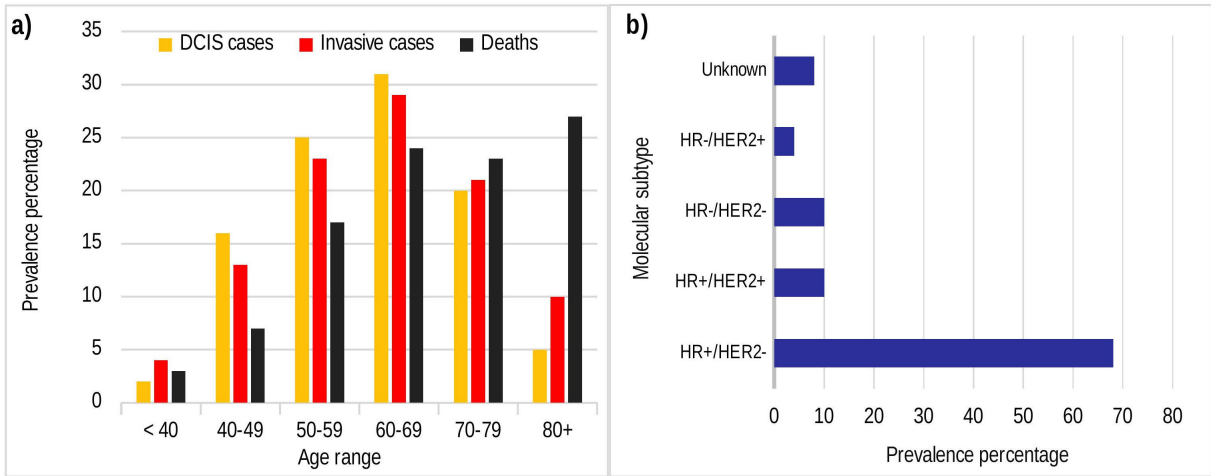 a)
35
DCIS cases Invasive cases Deaths
30
25
20
15
10
5
0
Prevalence percentage
< 40 40-49 50-59 60-69 70-79 80+
Age range
b)
Molecular subtype
Unknown
HR-/HER2+
HR-/HER2-
HR+/HER2+
HR+/HER2-
0 10 20 30 40 50 60 70 80
Prevalence percentage